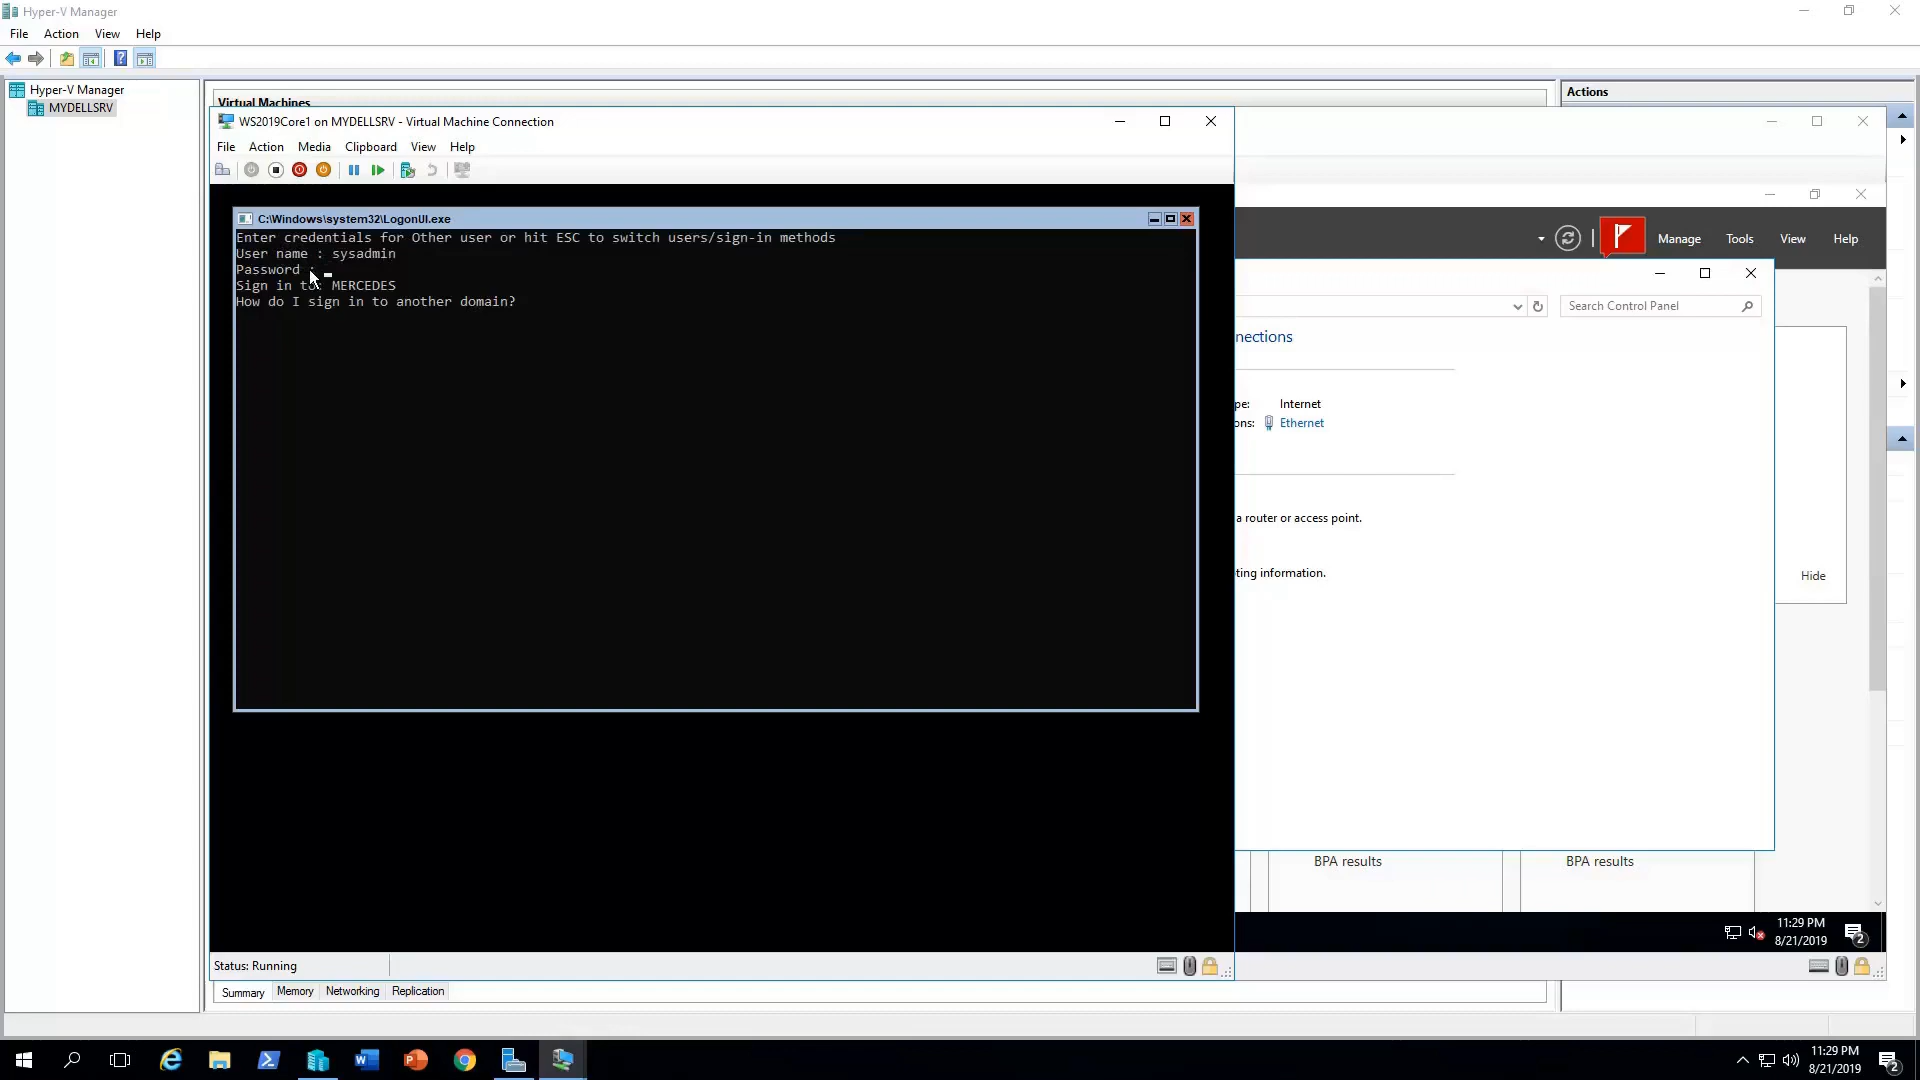 Hyper-V Manager
File Action View Help
Hyper-V Manager
MYDELLSRV
Virtual Machines
Actions
WS2019Core1 on MYDELLSRV - Virtual Machine Connection
File Action Media Clipboard View Help
C:\Windows\system32\LogonUI.exe
Enter credentials for Other user or hit ESC to switch users/sign-in methods
User name : sysadmin
Password :
Sign in to: MERCEDES
How do I sign in to another domain?
Manage Tools View Help
Search Control Panel
nections
pe: Internet
ons: Ethernet
a router or access point.
ting information.
Hide
BPA results BPA results
11:29 PM
8/21/2019
2
Status: Running
Summary Memory Networking Replication
11:29 PM
8/21/2019
2